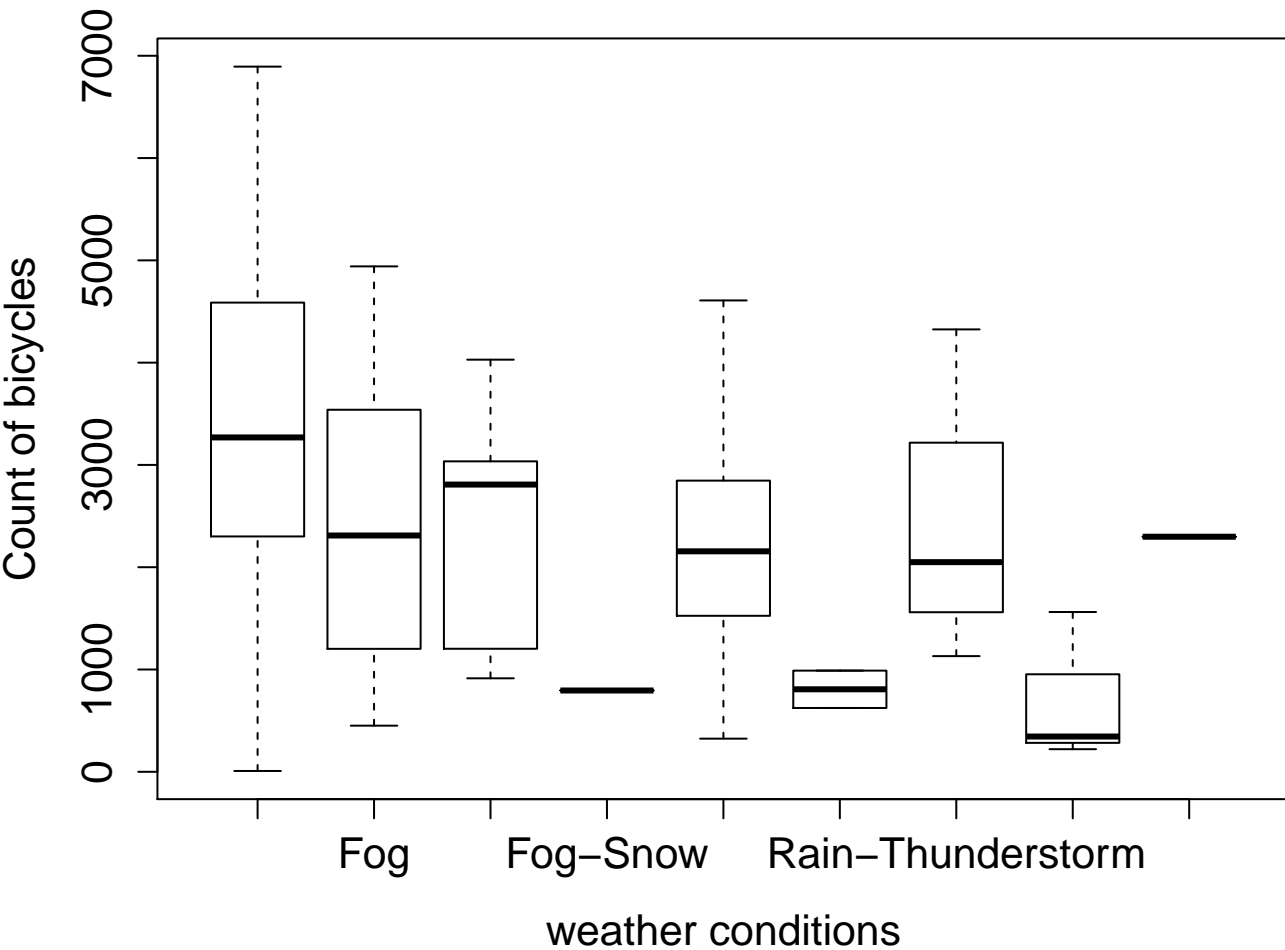 Count of bicycles
7000
5000
3000
1000
0
Fog Fog−Snow Rain−Thunderstorm
weather conditions